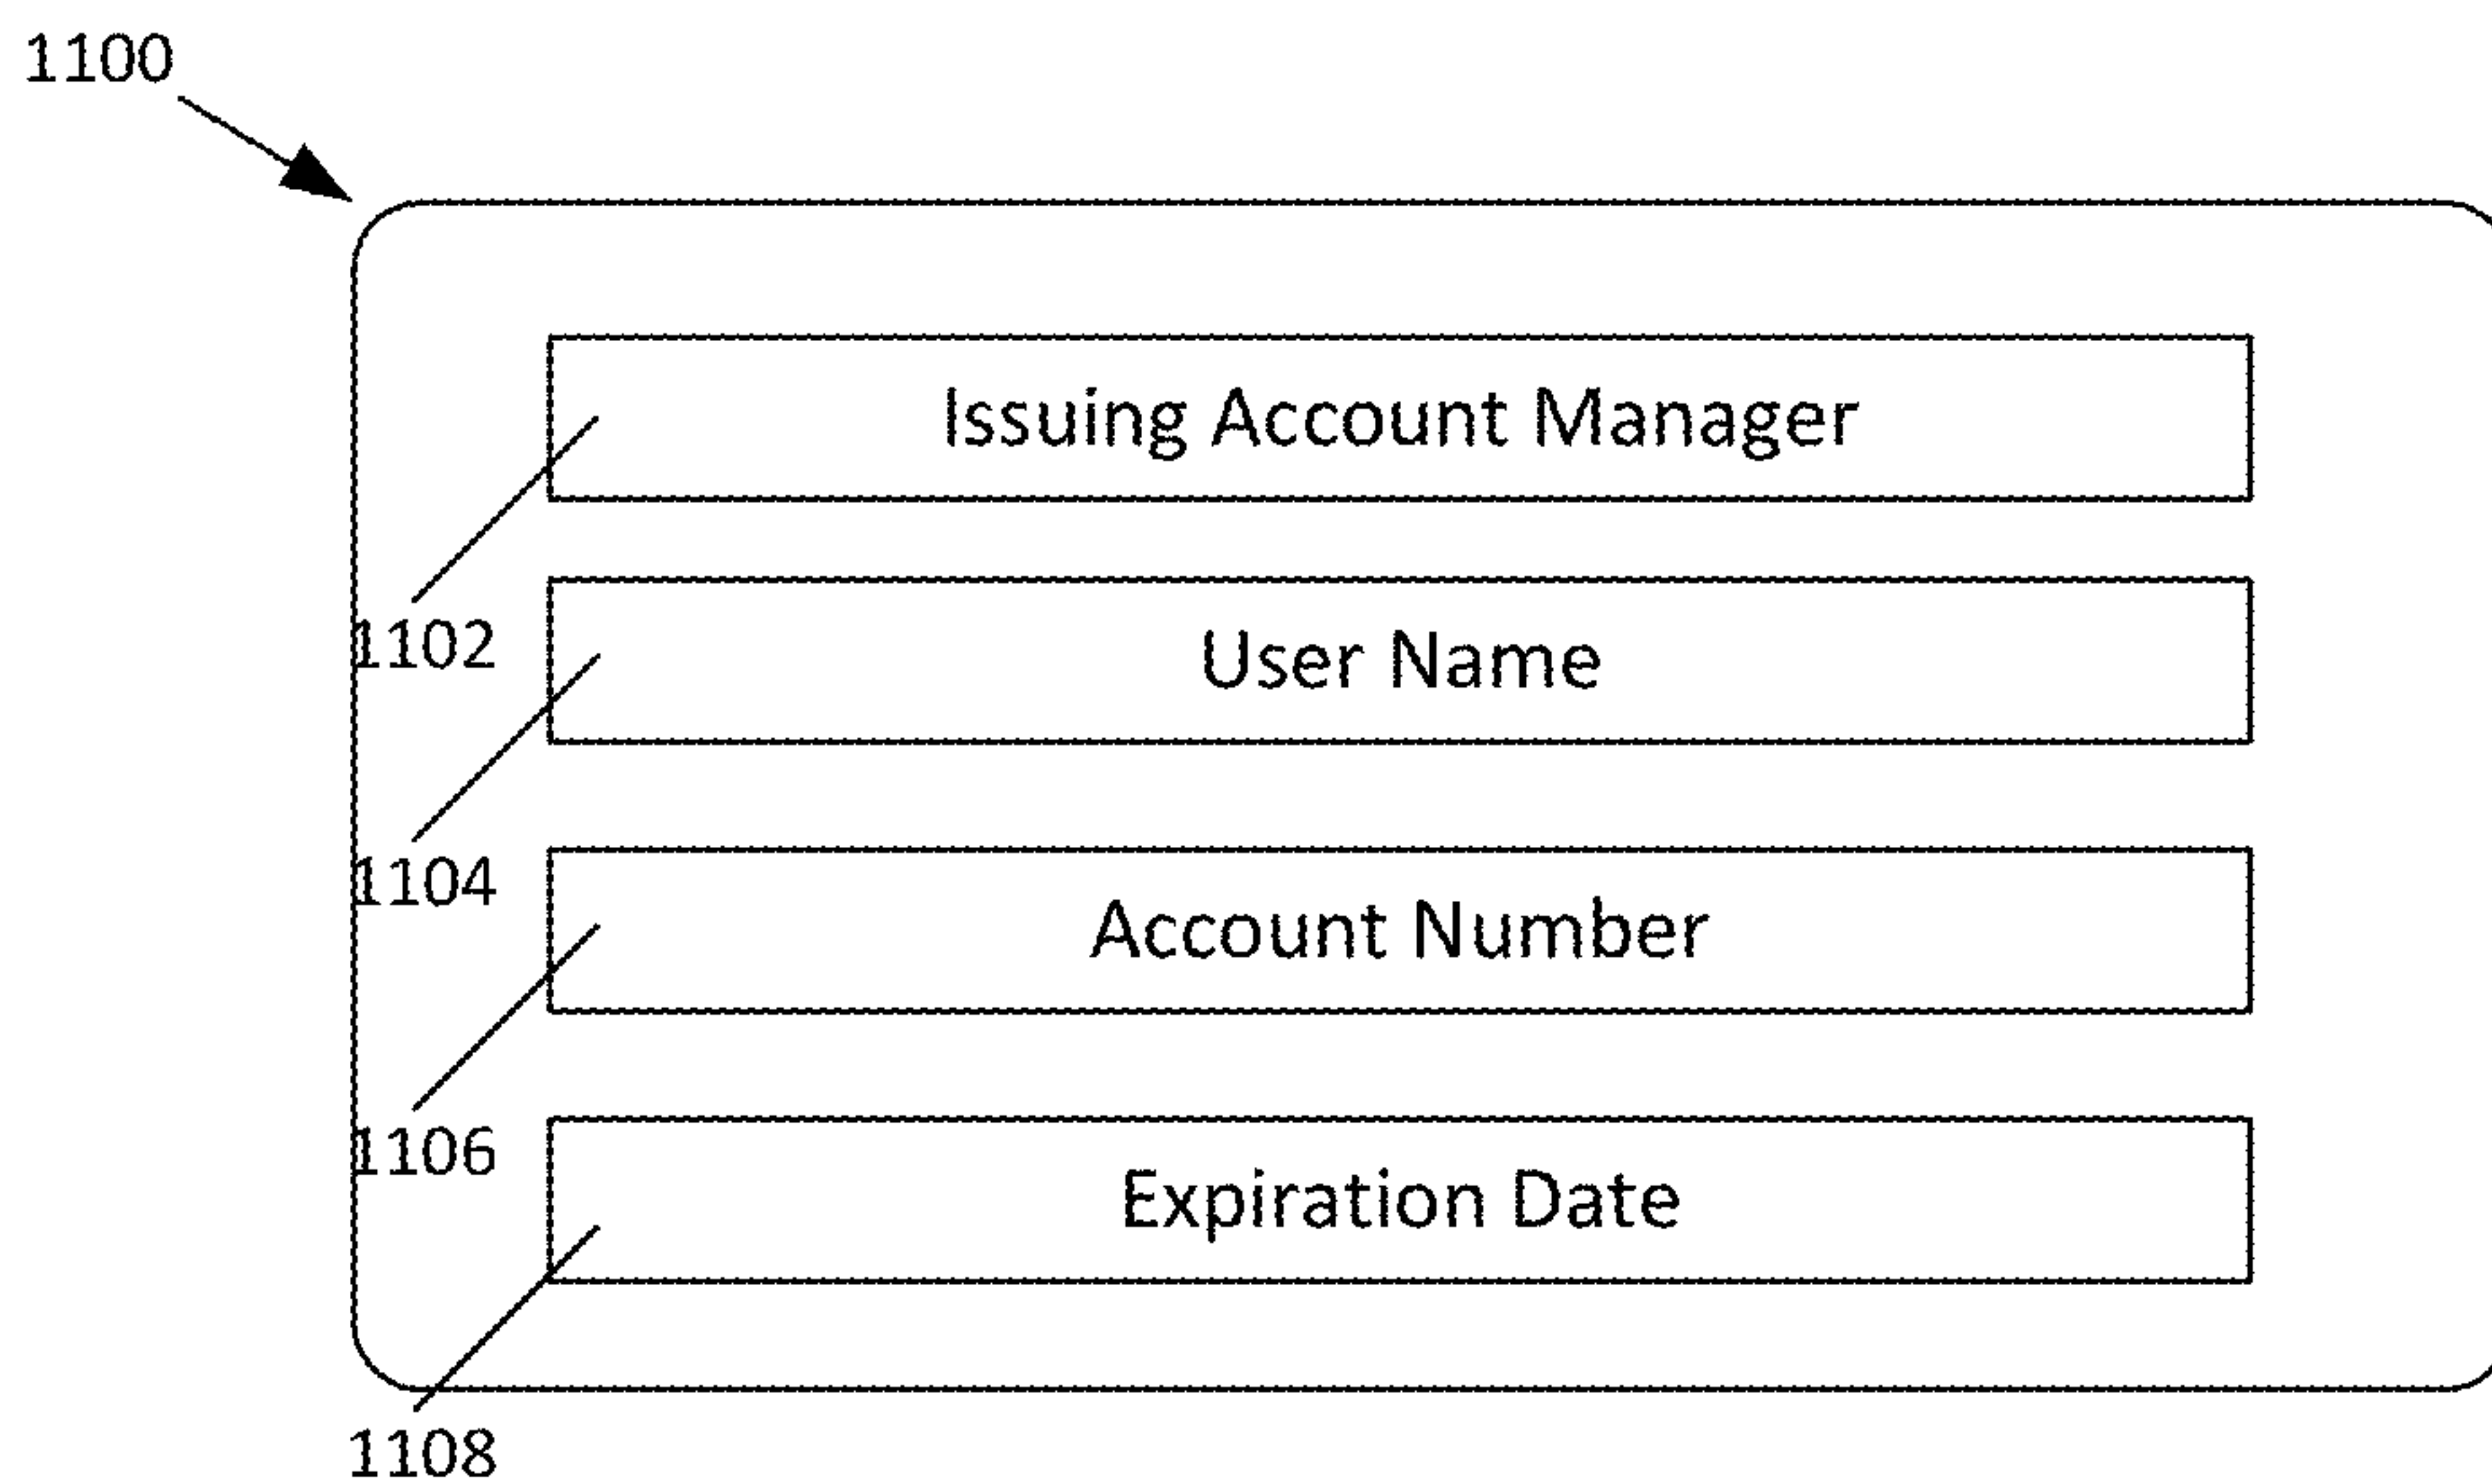 1100
Issuing Account Manager
1102
User Name
1104
Account Number
1106
Expiration Date
1108